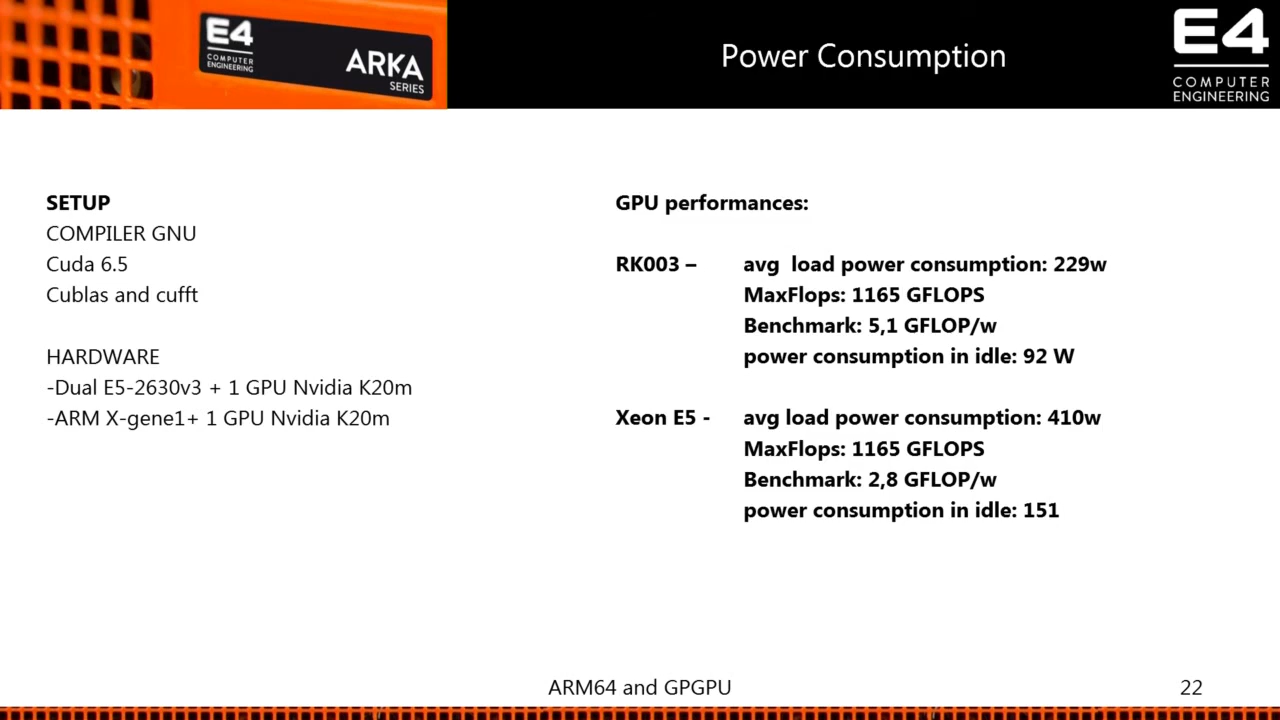 E4
COMPUTER
ENGINEERING
ARKA
SERIES
Power Consumption
E4
COMPUTER
ENGINEERING
SETUP
COMPILER GNU
Cuda 6.5
Cublas and cufft
HARDWARE
-Dual E5-2630v3 + 1 GPU Nvidia K20m
-ARM X-gene1+ 1 GPU Nvidia K20m
GPU performances:
RK003 – avg load power consumption: 229w
MaxFlops: 1165 GFLOPS
Benchmark: 5,1 GFLOP/w
power consumption in idle: 92 W
Xeon E5 - avg load power consumption: 410w
MaxFlops: 1165 GFLOPS
Benchmark: 2,8 GFLOP/w
power consumption in idle: 151
ARM64 and GPGPU
22